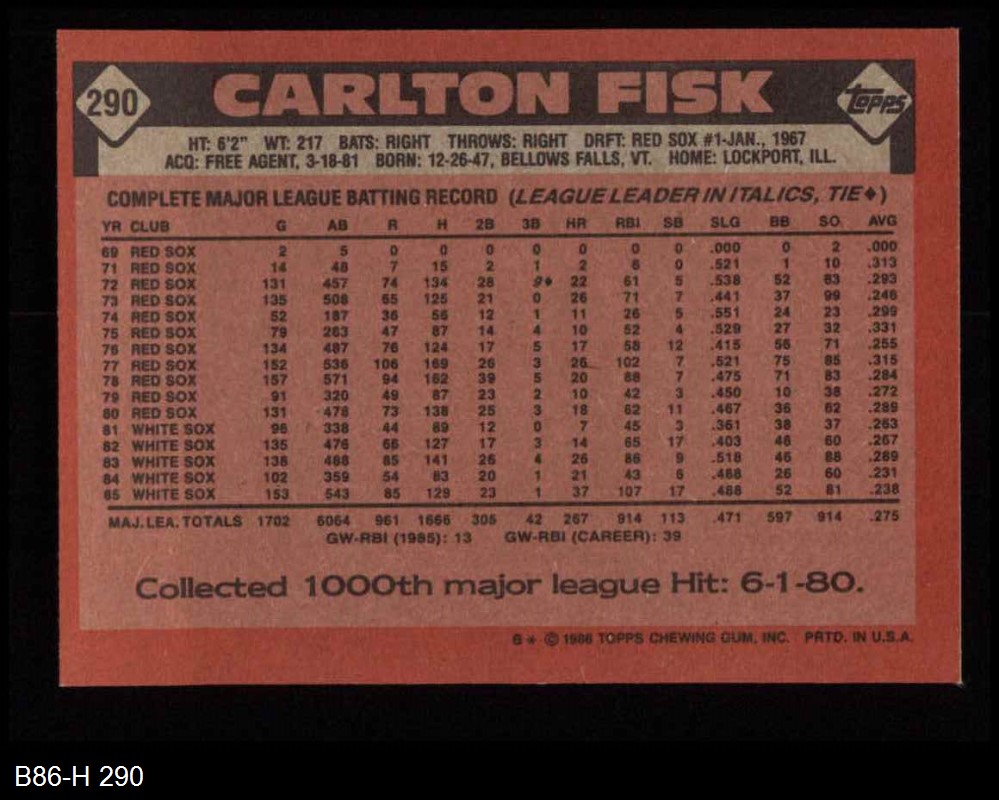 290 CARLTON FISK TOPPS
HT: 6'2" WT: 217 BATS: RIGHT THROWS: RIGHT DRFT: RED SOX #1-JAN., 1967
ACQ: FREE AGENT, 3-18-81 BORN: 12-26-47, BELLOWS FALLS, VT. HOME: LOCKPORT, ILL.
COMPLETE MAJOR LEAGUE BATTING RECORD (LEAGUE LEADER IN ITALICS, TIE♦)
YR CLUB G AB R H 2B 3B HR RBI SB SLG BB SO AVG
69 RED SOX 2 5 0 0 0 0 0 0 0 .000 0 2 .000
71 RED SOX 14 48 7 15 2 1 2 6 0 .521 1 10 .313
72 RED SOX 131 457 74 134 28 9♦ 22 61 5 .538 52 83 .293
73 RED SOX 135 508 65 125 21 0 26 71 7 .441 37 99 .246
74 RED SOX 52 187 36 56 12 1 11 26 5 .551 24 23 .299
75 RED SOX 79 263 47 87 14 4 10 52 4 .529 27 32 .331
76 RED SOX 134 487 76 124 17 5 17 58 12 .415 56 71 .255
77 RED SOX 152 536 106 169 26 3 26 102 7 .521 75 85 .315
78 RED SOX 157 571 94 162 39 5 20 88 7 .475 71 83 .284
79 RED SOX 91 320 49 87 23 2 10 42 3 .450 10 38 .272
80 RED SOX 131 478 73 138 25 3 18 62 11 .467 36 62 .289
81 WHITE SOX 96 338 44 89 12 0 7 45 3 .361 38 37 .263
82 WHITE SOX 135 476 66 127 17 3 14 65 17 .403 46 60 .267
83 WHITE SOX 138 488 85 141 26 4 26 86 9 .518 46 88 .289
84 WHITE SOX 102 359 54 83 20 1 21 43 6 .468 26 60 .231
85 WHITE SOX 153 543 85 129 23 1 37 107 17 .488 52 81 .238
MAJ. LEA. TOTALS 1702 6064 961 1666 305 42 267 914 113 .471 597 914 .275
GW-RBI (1985): 13 GW-RBI (CAREER): 39
Collected 1000th major league Hit: 6-1-80.
6 * © 1986 TOPPS CHEWING GUM, INC. PRTD. IN U.S.A.
B86-H 290